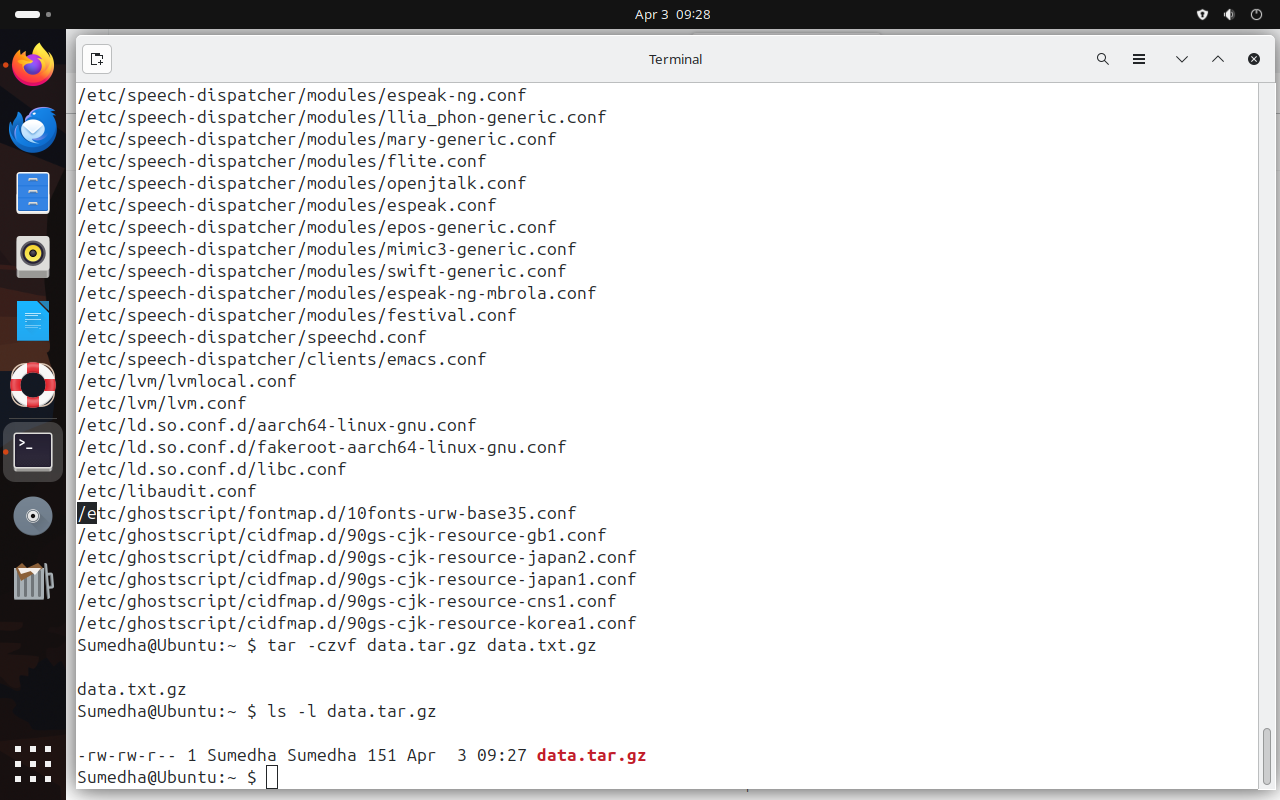 Apr 3 09:28
Terminal
/etc/speech-dispatcher/modules/espeak-ng.conf
/etc/speech-dispatcher/modules/llia_phon-generic.conf
/etc/speech-dispatcher/modules/mary-generic.conf
/etc/speech-dispatcher/modules/flite.conf
/etc/speech-dispatcher/modules/openjtalk.conf
/etc/speech-dispatcher/modules/espeak.conf
/etc/speech-dispatcher/modules/epos-generic.conf
/etc/speech-dispatcher/modules/mimic3-generic.conf
/etc/speech-dispatcher/modules/swift-generic.conf
/etc/speech-dispatcher/modules/espeak-ng-mbrola.conf
/etc/speech-dispatcher/modules/festival.conf
/etc/speech-dispatcher/speechd.conf
/etc/speech-dispatcher/clients/emacs.conf
/etc/lvm/lvmlocal.conf
/etc/lvm/lvm.conf
/etc/ld.so.conf.d/aarch64-linux-gnu.conf
/etc/ld.so.conf.d/fakeroot-aarch64-linux-gnu.conf
/etc/ld.so.conf.d/libc.conf
/etc/libaudit.conf
/etc/ghostscript/fontmap.d/10fonts-urw-base35.conf
/etc/ghostscript/cidfmap.d/90gs-cjk-resource-gb1.conf
/etc/ghostscript/cidfmap.d/90gs-cjk-resource-japan2.conf
/etc/ghostscript/cidfmap.d/90gs-cjk-resource-japan1.conf
/etc/ghostscript/cidfmap.d/90gs-cjk-resource-cns1.conf
/etc/ghostscript/cidfmap.d/90gs-cjk-resource-korea1.conf
Sumedha@Ubuntu:~ $ tar -czvf data.tar.gz data.txt.gz
data.txt.gz
Sumedha@Ubuntu:~ $ ls -l data.tar.gz
-rw-rw-r-- 1 Sumedha Sumedha 151 Apr  3 09:27 data.tar.gz
Sumedha@Ubuntu:~ $